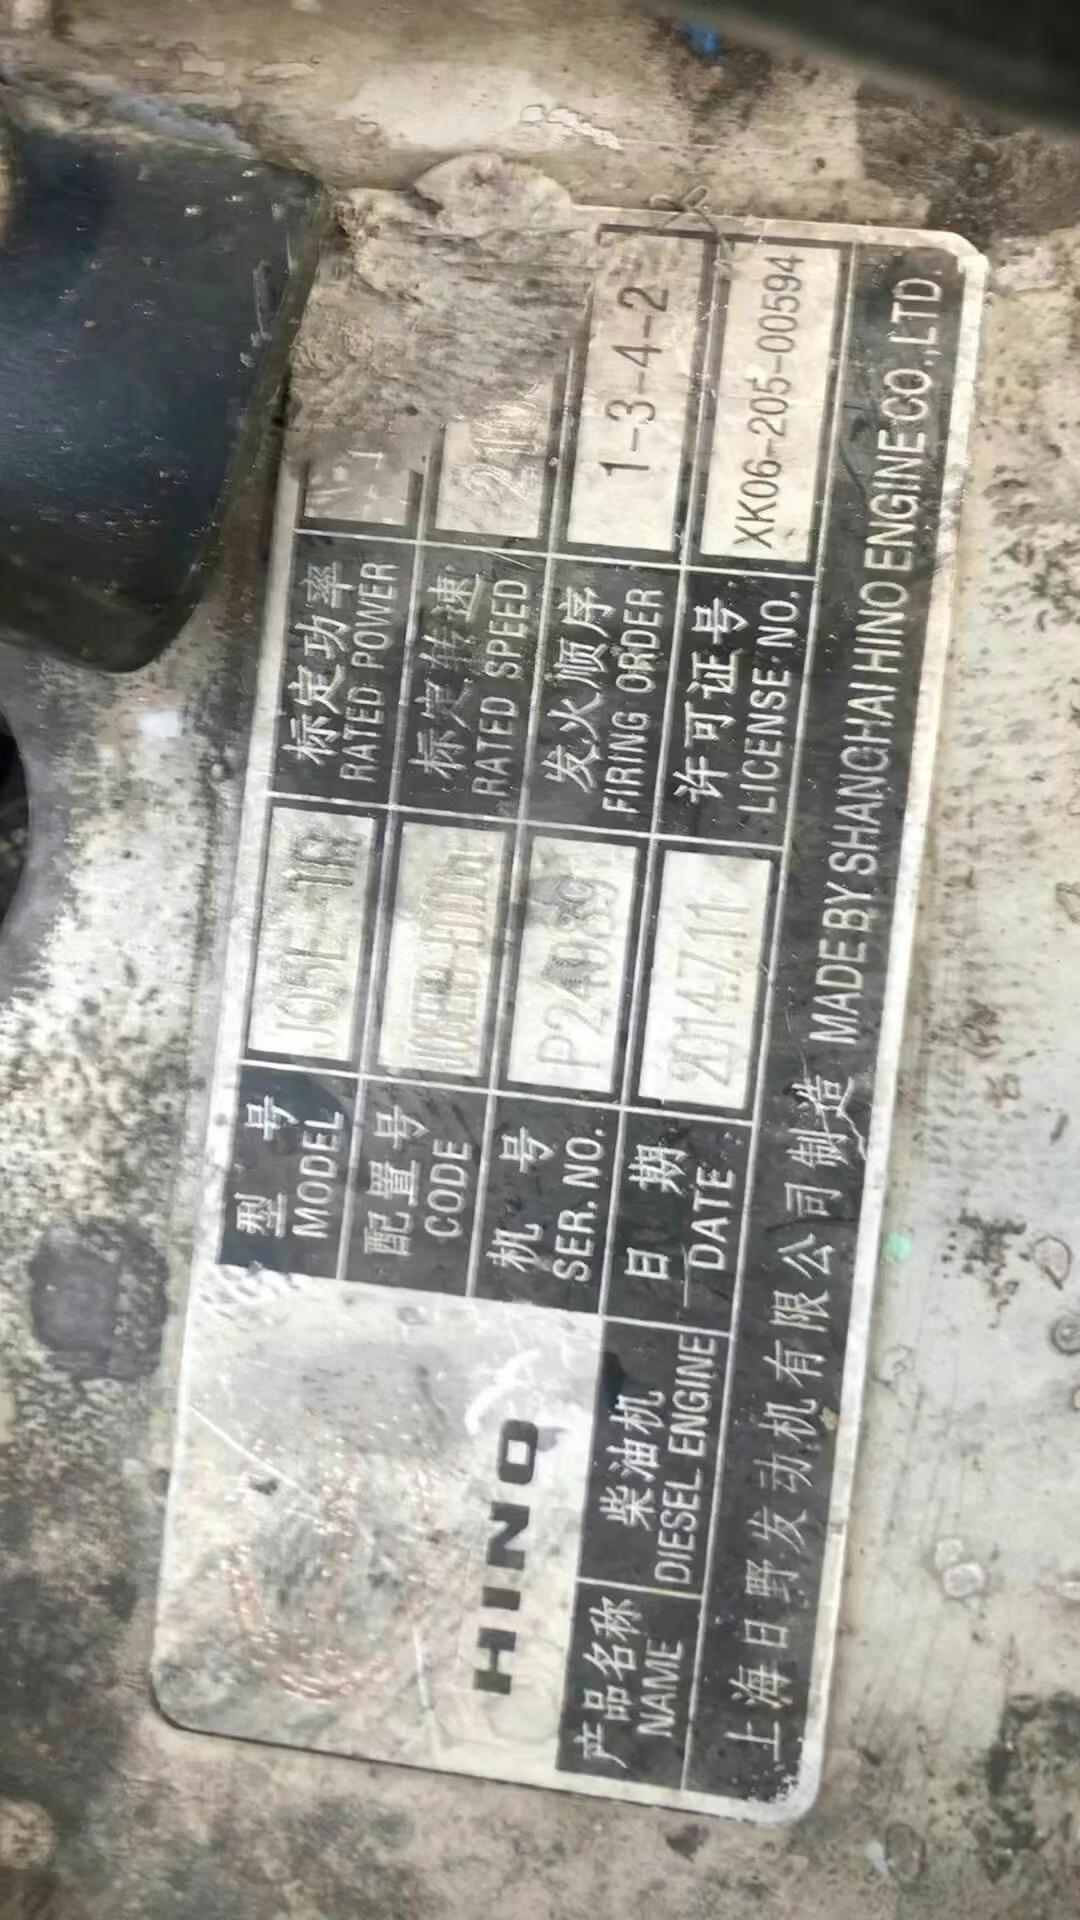 HINO
产品名称
NAME
柴油机
DIESEL ENGINE
型号
MODEL
配置号
CODE
机号
SER. NO.
日期
DATE
2014.7.11
标定功率
RATED POWER
标定转速
RATED SPEED
发火顺序
FIRING ORDER
1-3-4-2
许可证号
LICENSE NO.
XK06-205-00594
上海日野发动机有限公司制造 MADE BY SHANGHAI HINO ENGINE CO.,LTD.